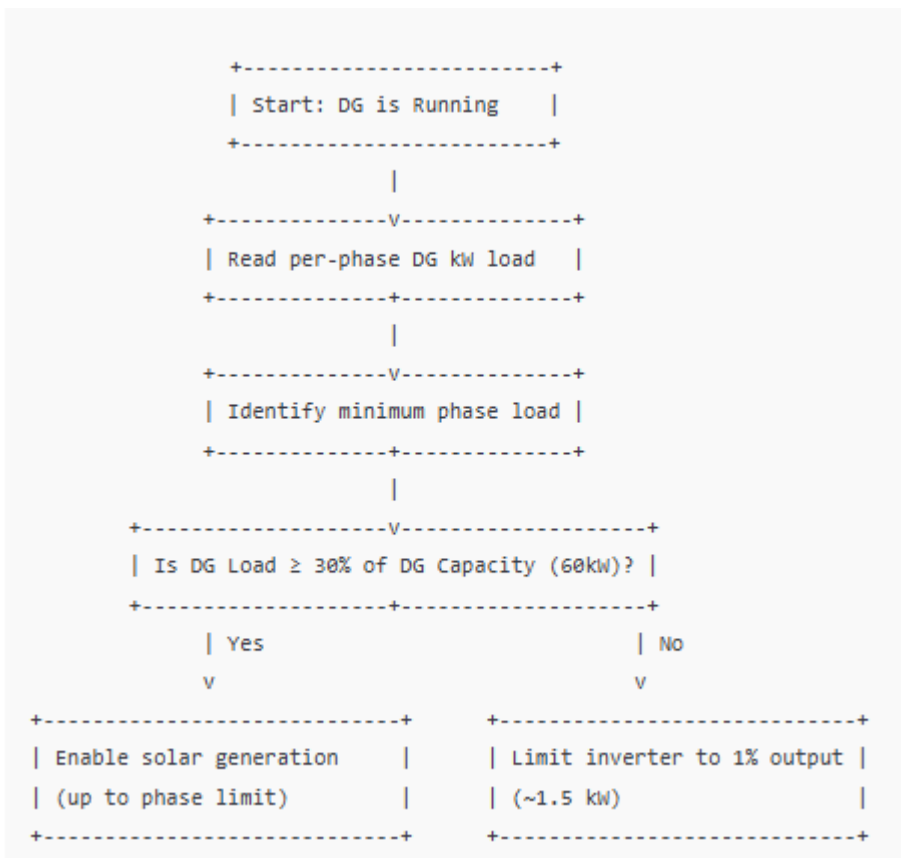 +-------------------------+
| Start: DG is Running    |
+-------------------------+
|
+--------------v--------------+
| Read per-phase DG kW load   |
+--------------+--------------+
|
+--------------v--------------+
| Identify minimum phase load |
+--------------+--------------+
|
+--------------------v--------------------+
| Is DG Load ≥ 30% of DG Capacity (60kW)? |
+--------------------+--------------------+
| Yes                                  | No
v                                      v
+-----------------------------+      +-----------------------------+
| Enable solar generation     |      | Limit inverter to 1% output |
| (up to phase limit)         |      | (~1.5 kW)                   |
+-----------------------------+      +-----------------------------+